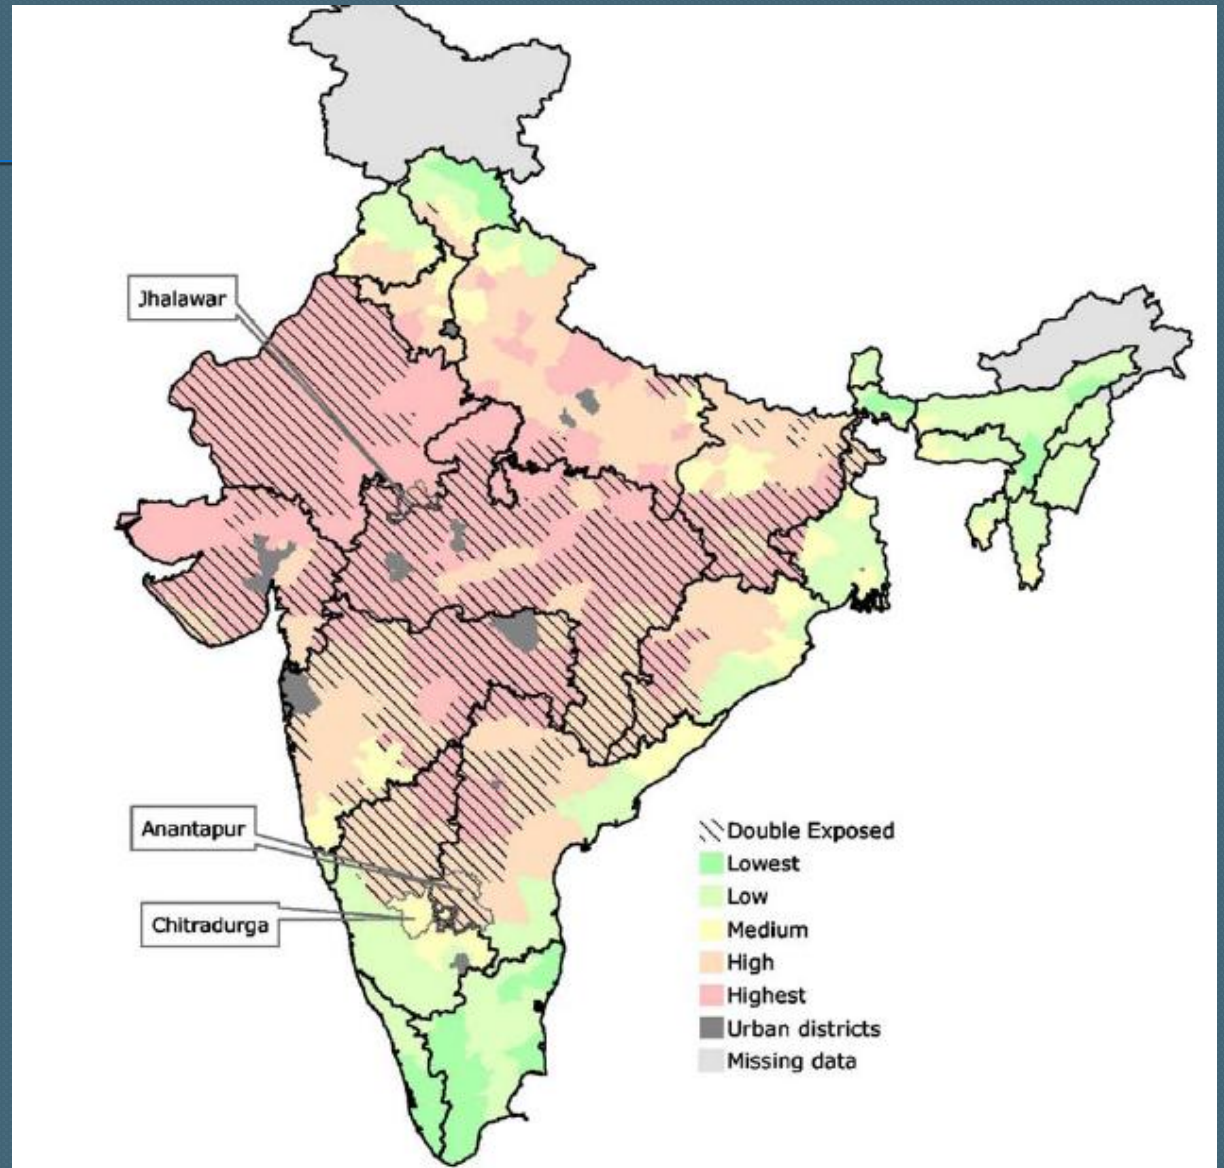 Jhalawar
Anantapur
Chitradurga
Double Exposed
Lowest
Low
Medium
High
Highest
Urban districts
Missing data